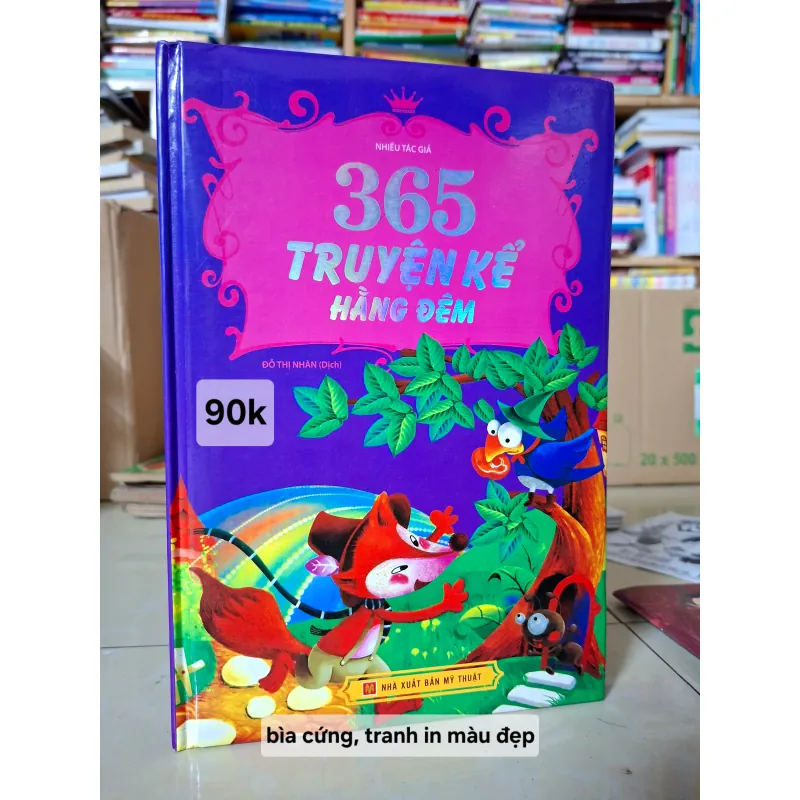 NHIỀU TÁC GIẢ
365
TRUYỆN KỂ
HẰNG ĐÊM
ĐỖ THỊ NHÀN (Dịch)
90k
20 x 500
NHÀ XUẤT BẢN MỸ THUẬT
bìa cứng, tranh in màu đẹp